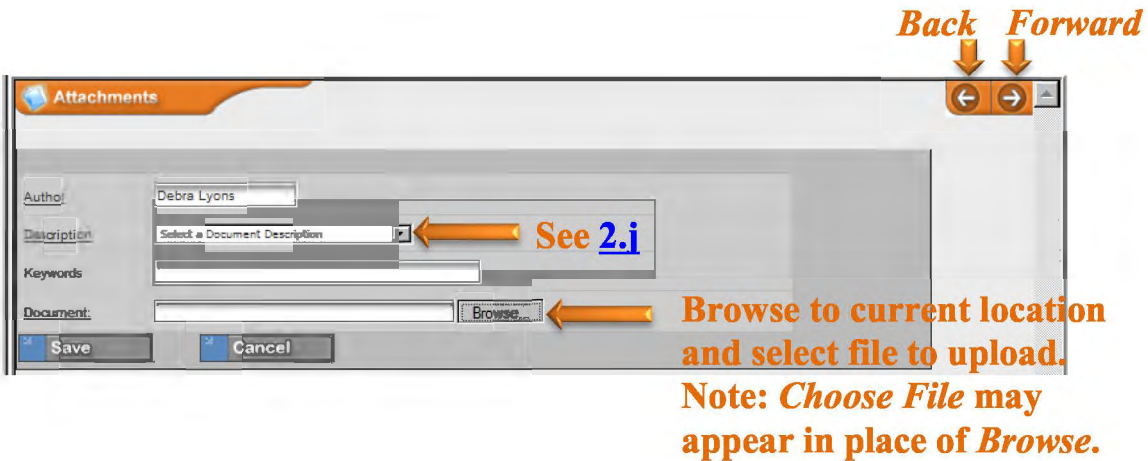 Back Forward
Attachments
Author Debra Lyons
Description Select a Document Description See 2.j
Keywords
Document: Browse... Browse to current location
and select file to upload.
Save Cancel
Note: Choose File may
appear in place of Browse.